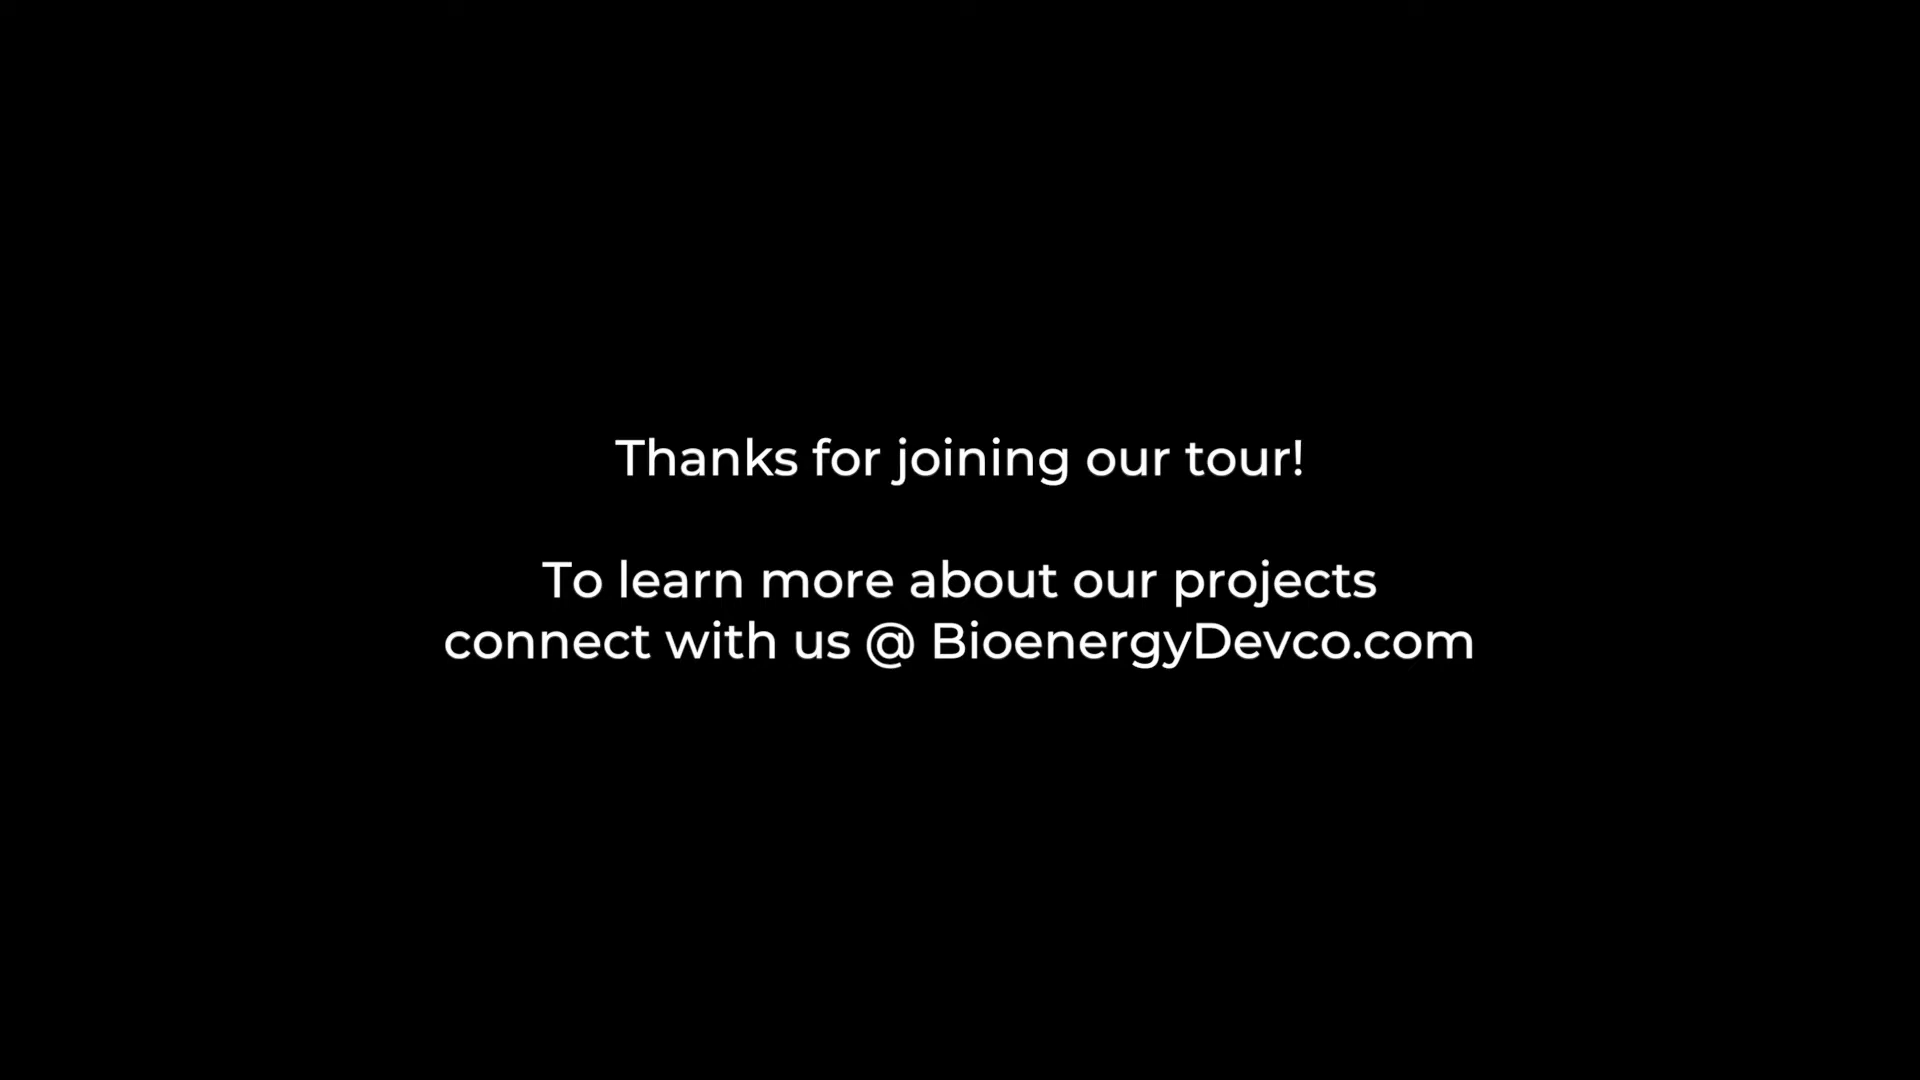 Thanks for joining our tour!
To learn more about our projects
connect with us @ BioenergyDevco.com